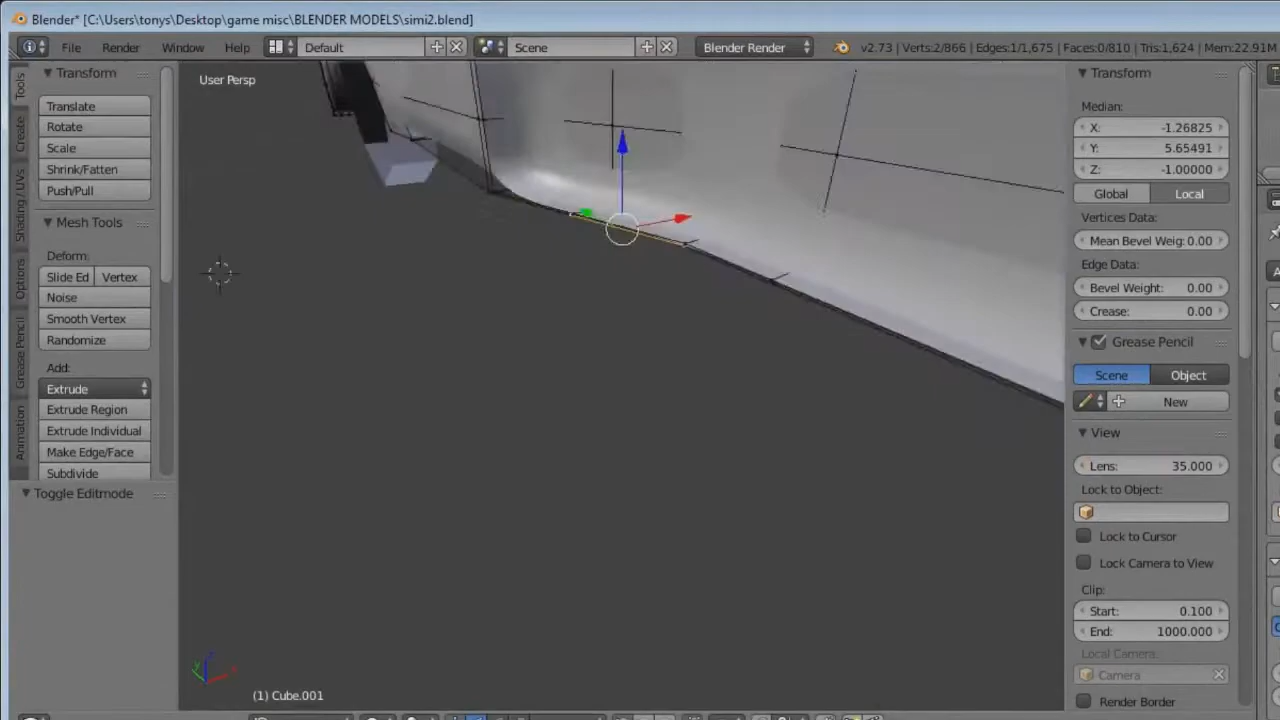 Blender* [C:\Users\tonys\Desktop\game misc\BLENDER MODELS\simi2.blend]
File Render Window Help Default Scene Blender Render v2.73 | Verts:2/866 | Edges:1/1,675 | Faces:0/810 | Tris:1,624 | Mem:22.91M
Tools
Create
Shading / UVs
Options
Grease Pencil
Animation
Transform
Translate
Rotate
Scale
Shrink/Fatten
Push/Pull
Mesh Tools
Deform:
Slide Ed Vertex
Noise
Smooth Vertex
Randomize
Add:
Extrude
Extrude Region
Extrude Individual
Make Edge/Face
Subdivide
Toggle Editmode
User Persp
(1) Cube.001
Transform
Median:
X: -1.26825
Y: 5.65491
Z: -1.00000
Global Local
Vertices Data:
Mean Bevel Weig: 0.00
Edge Data:
Bevel Weight: 0.00
Crease: 0.00
Grease Pencil
Scene Object
New
View
Lens: 35.000
Lock to Object:
Lock to Cursor
Lock Camera to View
Clip:
Start: 0.100
End: 1000.000
Local Camera:
Camera
Render Border